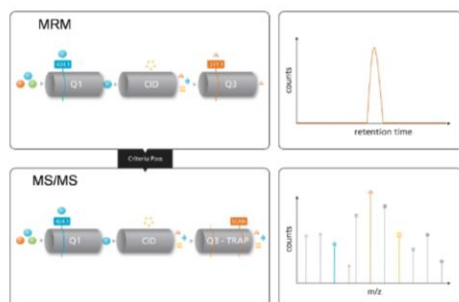 MRM
Q1
CID
Q3
counts
retention time
Criteria Pass
MS/MS
Q1
CID
Q3 - TRAP
counts
m/z